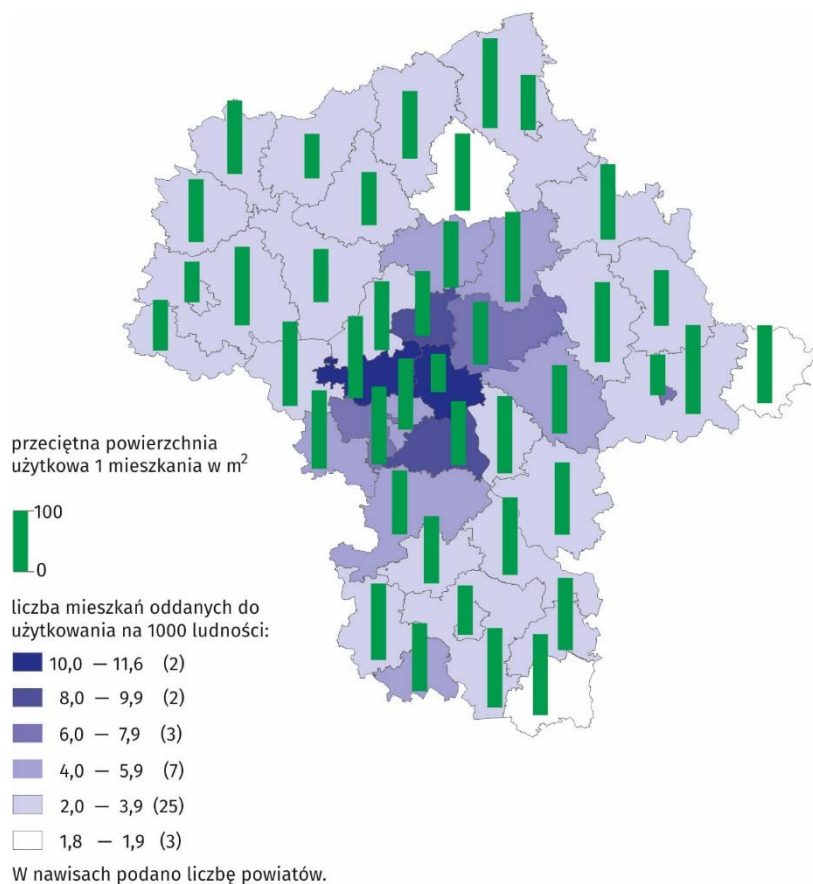 przeciętna powierzchnia
użytkowa 1 mieszkania w m²
100
0
liczba mieszkań oddanych do
użytkowania na 1000 ludności:
10,0 — 11,6 (2)
8,0 — 9,9 (2)
6,0 — 7,9 (3)
4,0 — 5,9 (7)
2,0 — 3,9 (25)
1,8 — 1,9 (3)
W nawisach podano liczbę powiatów.